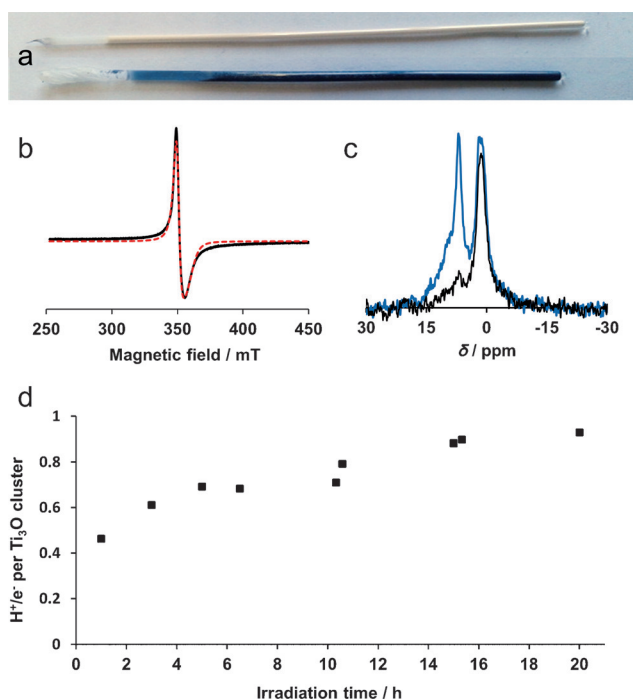 a
b
c
250 300 350 400 450
Magnetic field / mT
30 15 0 -15 -30
δ / ppm
d
H⁺/e⁻ per Ti₃O cluster
1
0.8
0.6
0.4
0.2
0
0 2 4 6 8 10 12 14 16 18 20
Irradiation time / h